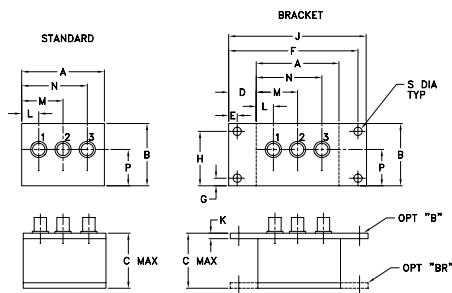 BRACKET
STANDARD
J
F
A
N
M
L
1 2 3
B
P
A
D
N
M
L
E
S DIA
TYP
1 2 3
H
G
B
P
K
OPT "B"
C MAX
C MAX
OPT "BR"